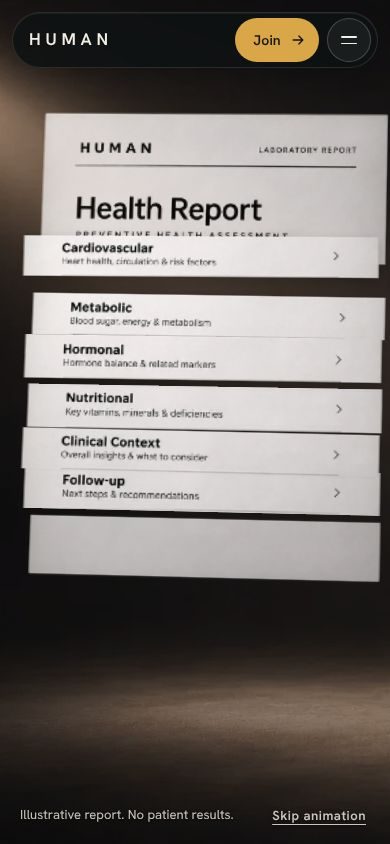 HUMAN
Join
HUMAN
LABORATORY REPORT
Health Report
PREVENTIVE HEALTH ASSESSMENT
Cardiovascular
Heart health, circulation & risk factors
Metabolic
Blood sugar, energy & metabolism
Hormonal
Hormone balance & related markers
Nutritional
Key vitamins, minerals & deficiencies
Clinical Context
Overall insights & what to consider
Follow-up
Next steps & recommendations
Illustrative report. No patient results.
Skip animation